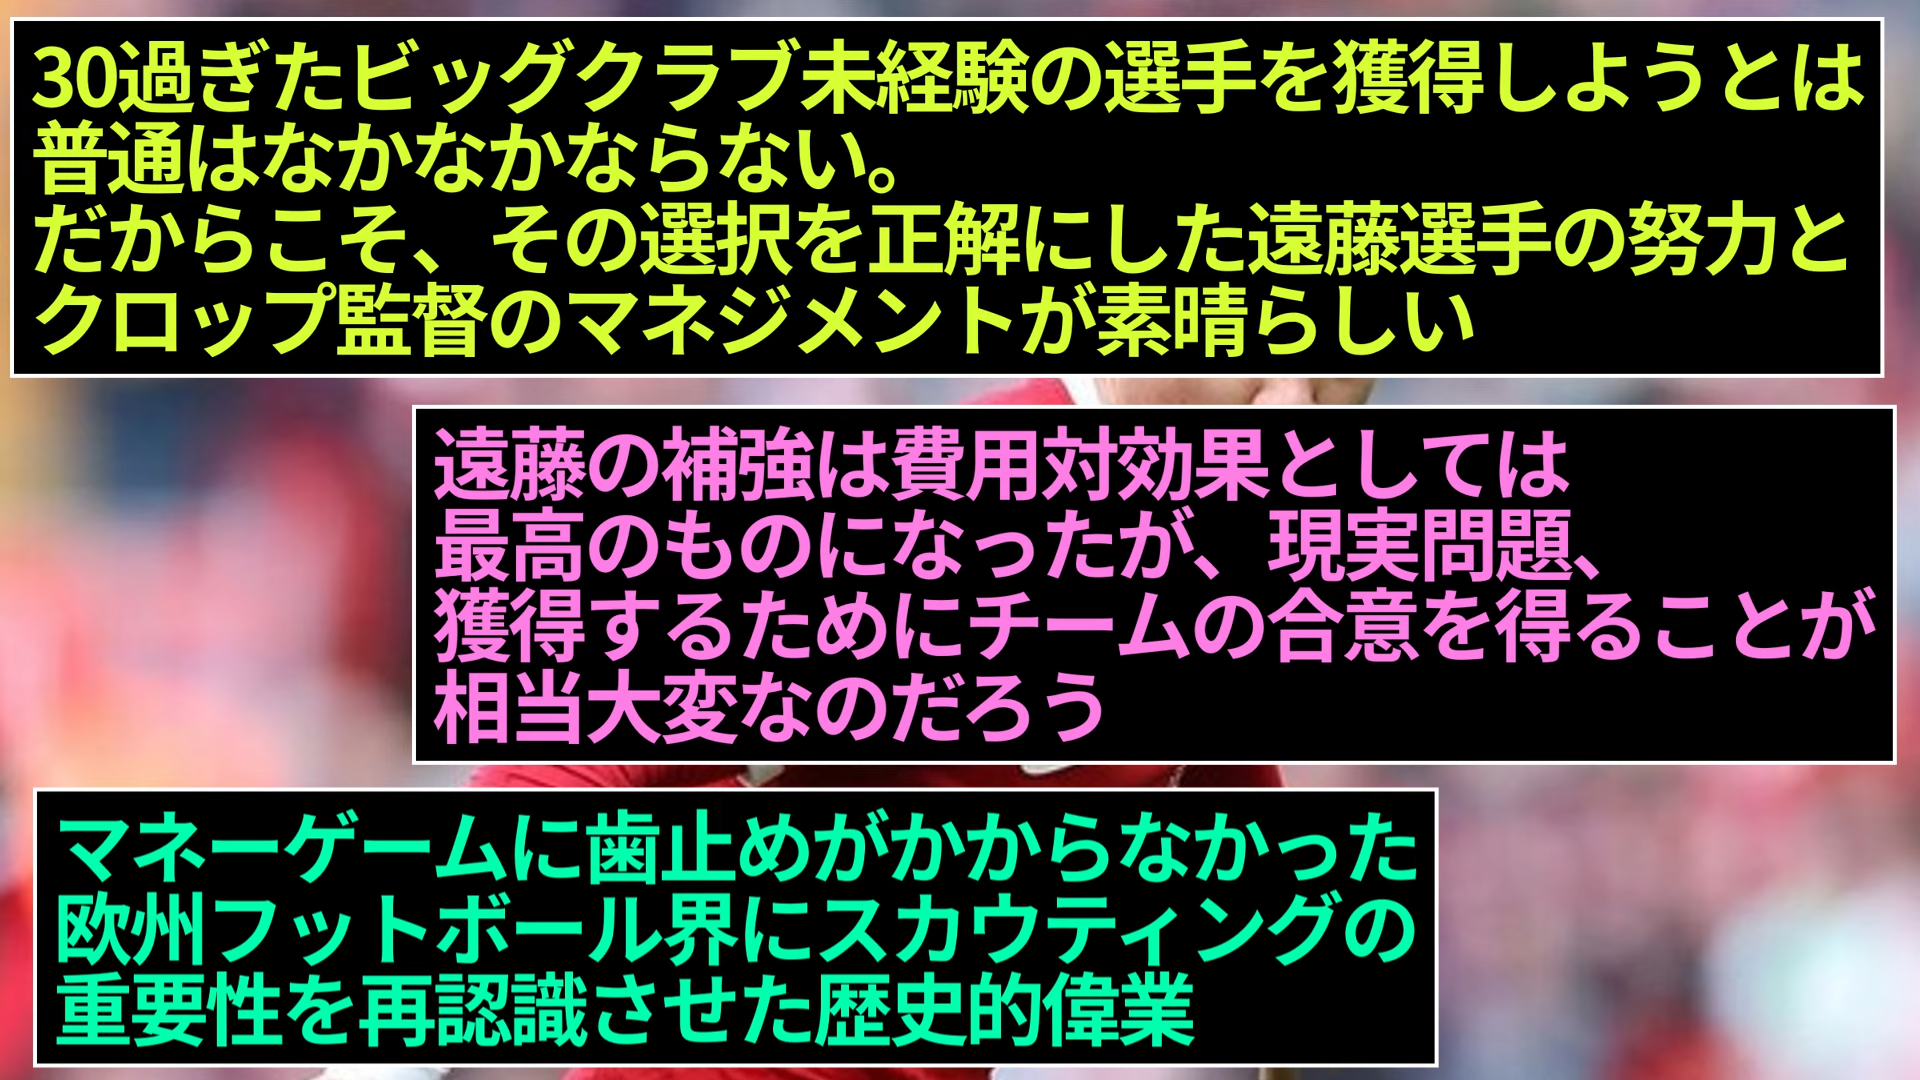 30過ぎたビッグクラブ未経験の選手を獲得しようとは
普通はなかなかならない。
だからこそ、その選択を正解にした遠藤選手の努力と
クロップ監督のマネジメントが素晴らしい
遠藤の補強は費用対効果としては
最高のものになったが、現実問題、
獲得するためにチームの合意を得ることが
相当大変なのだろう
マネーゲームに歯止めがかからなかった
欧州フットボール界にスカウティングの
重要性を再認識させた歴史的偉業